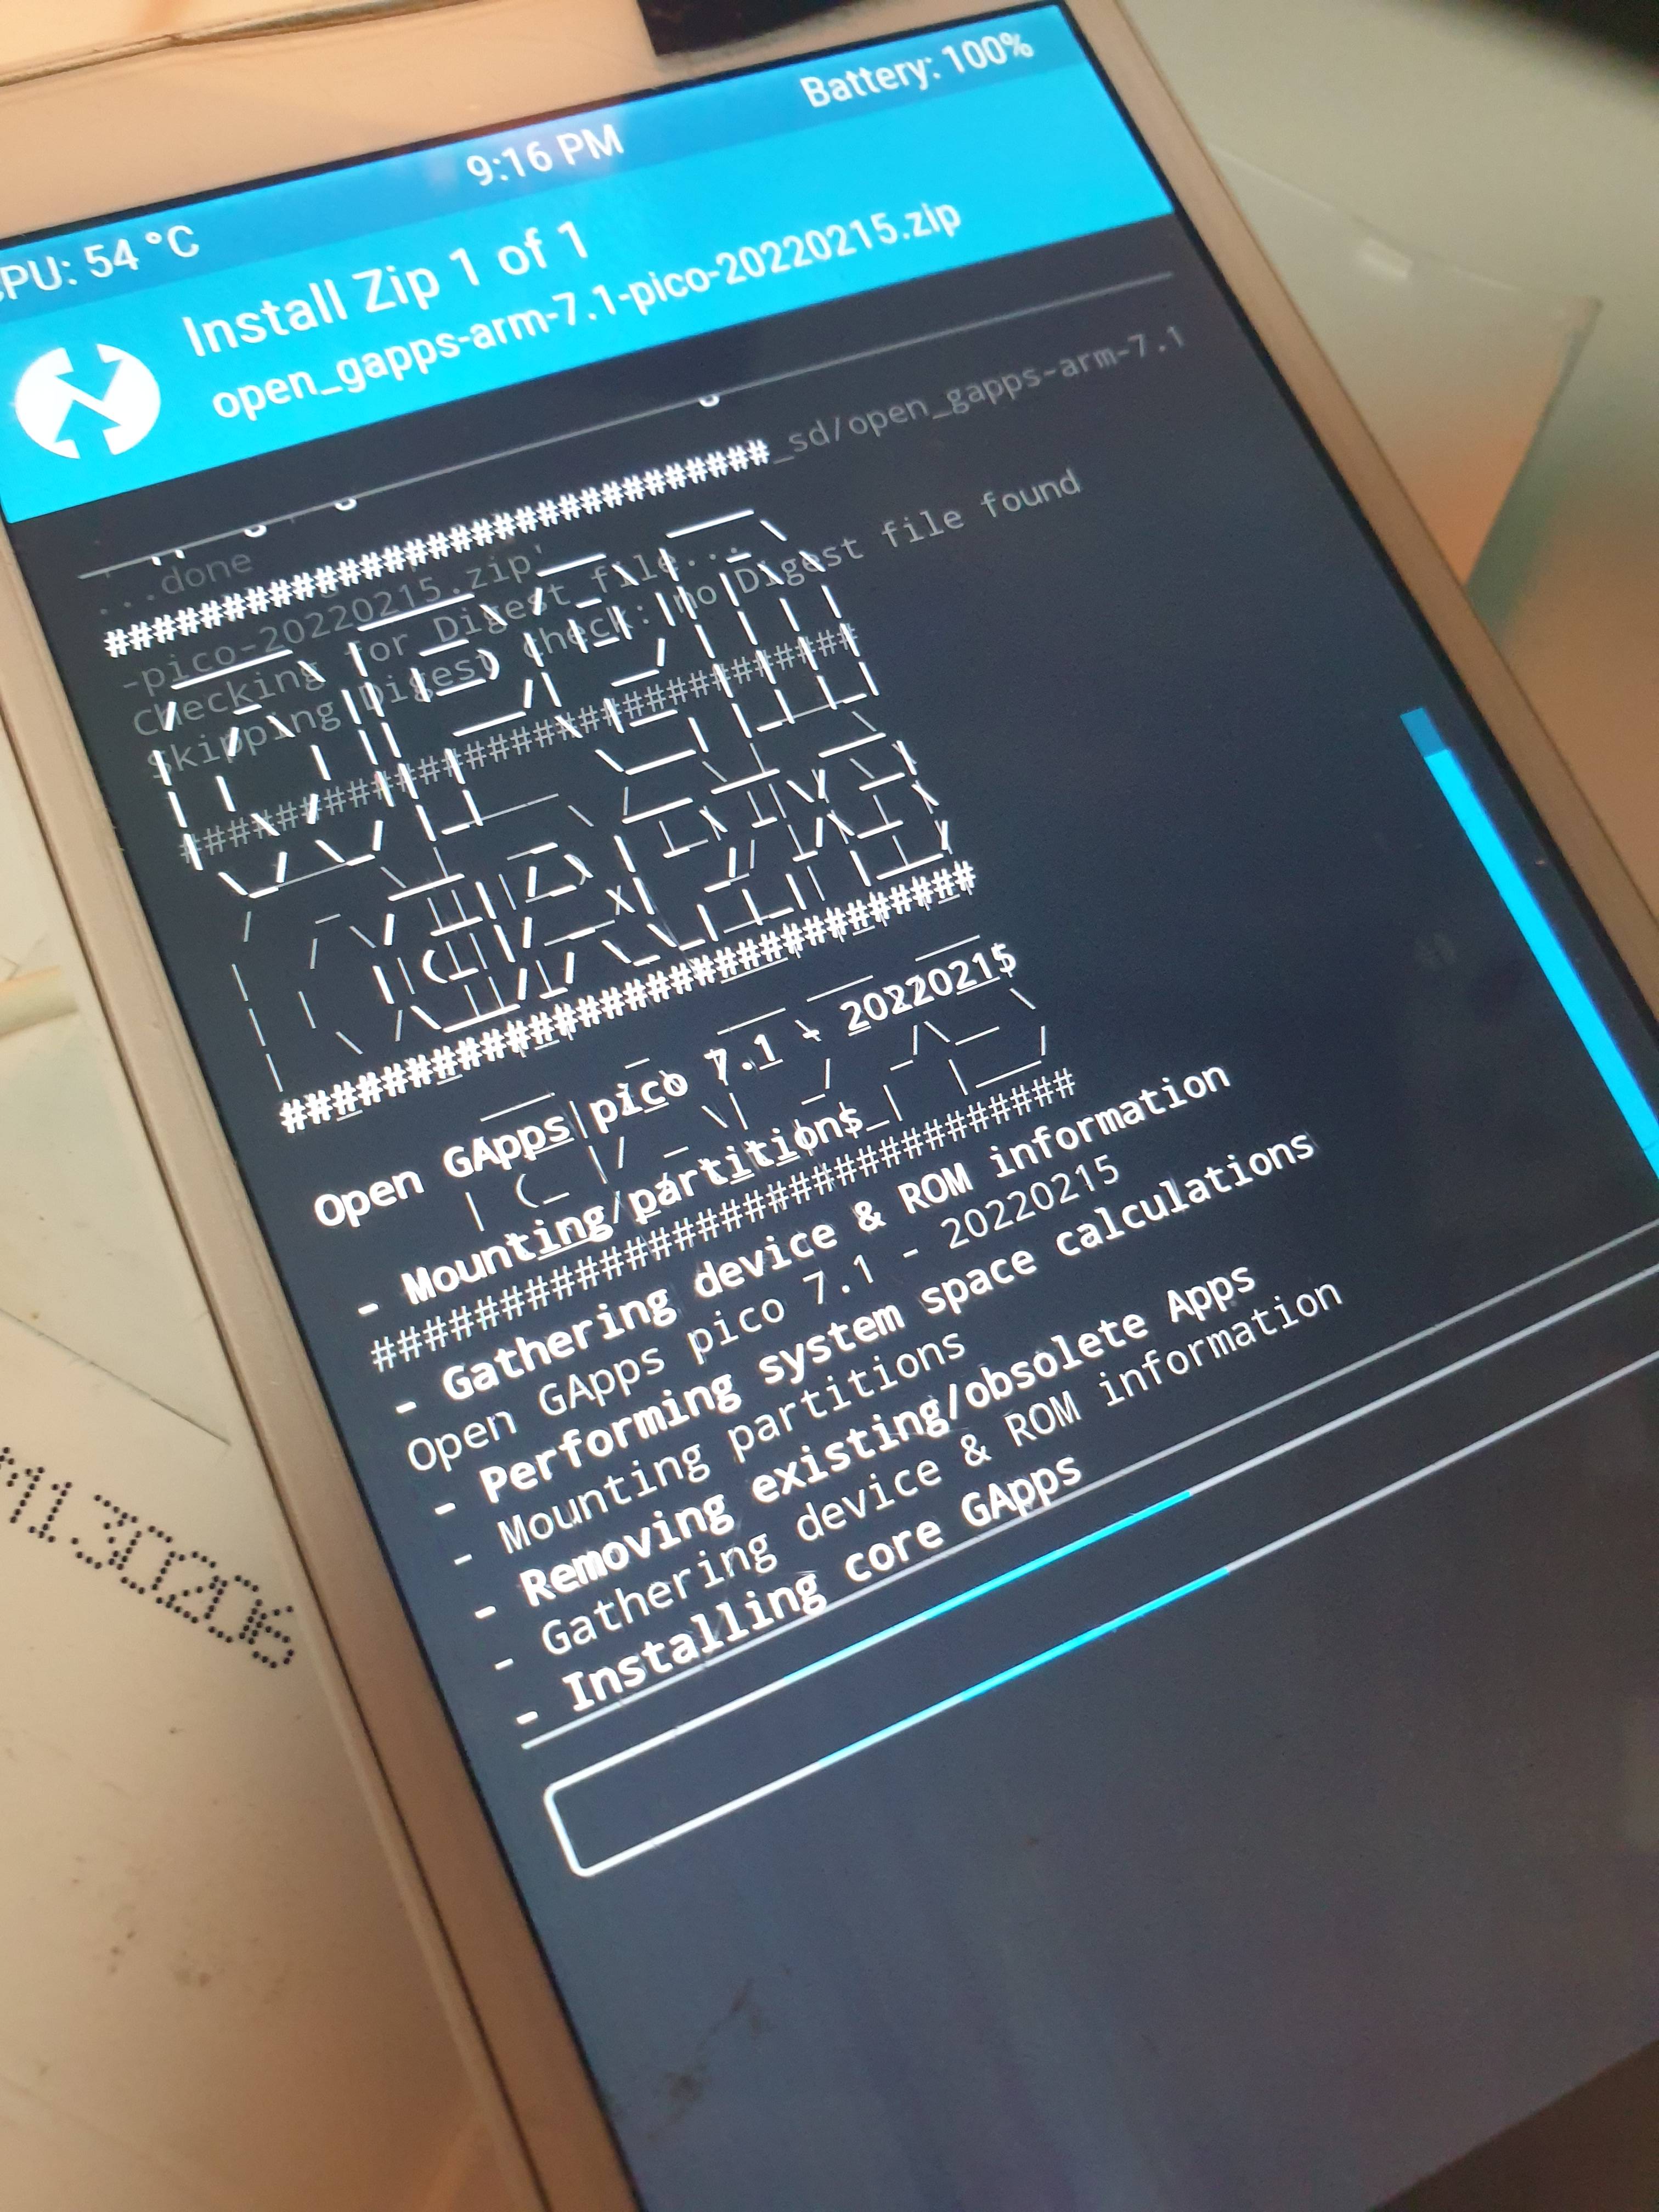 PU: 54 °C 9:16 PM Battery: 100%
Install Zip 1 of 1
open_gapps-arm-7.1-pico-20220215.zip
_sd/open_gapps-arm-7.1
...done
##############################
-pico-20220215.zip'
Checking for Digest file...
Skipping Digest check: no Digest file found
##############################
##############################
Open GApps pico 7.1 - 20220215
- Mounting partitions
##############################
- Gathering device & ROM information
Open GApps pico 7.1 - 20220215
- Performing system space calculations
- Mounting partitions
- Removing existing/obsolete Apps
- Gathering device & ROM information
- Installing core GApps